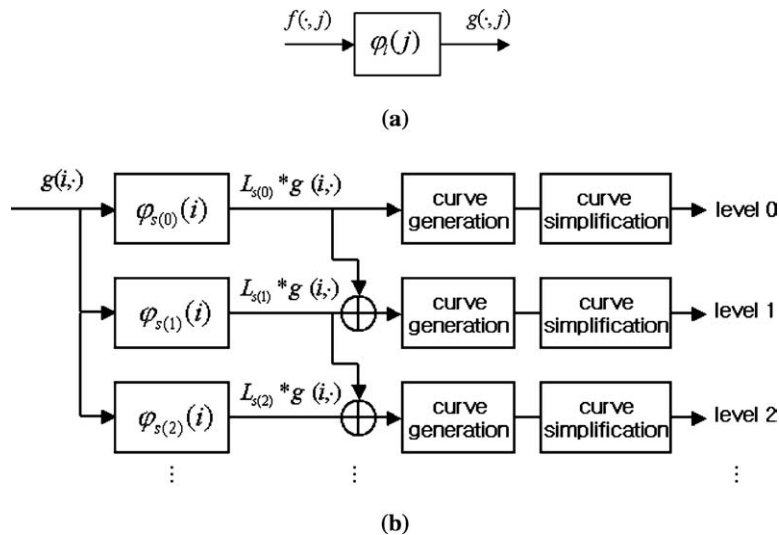 f(·, j)
φ_l(j)
g(·, j)
(a)
g(i,·)
φ_s(0)(i)
L_s(0) * g (i,·)
curve
generation
curve
simplification
level 0
φ_s(1)(i)
L_s(1) * g (i,·)
curve
generation
curve
simplification
level 1
φ_s(2)(i)
L_s(2) * g (i,·)
curve
generation
curve
simplification
level 2
(b)